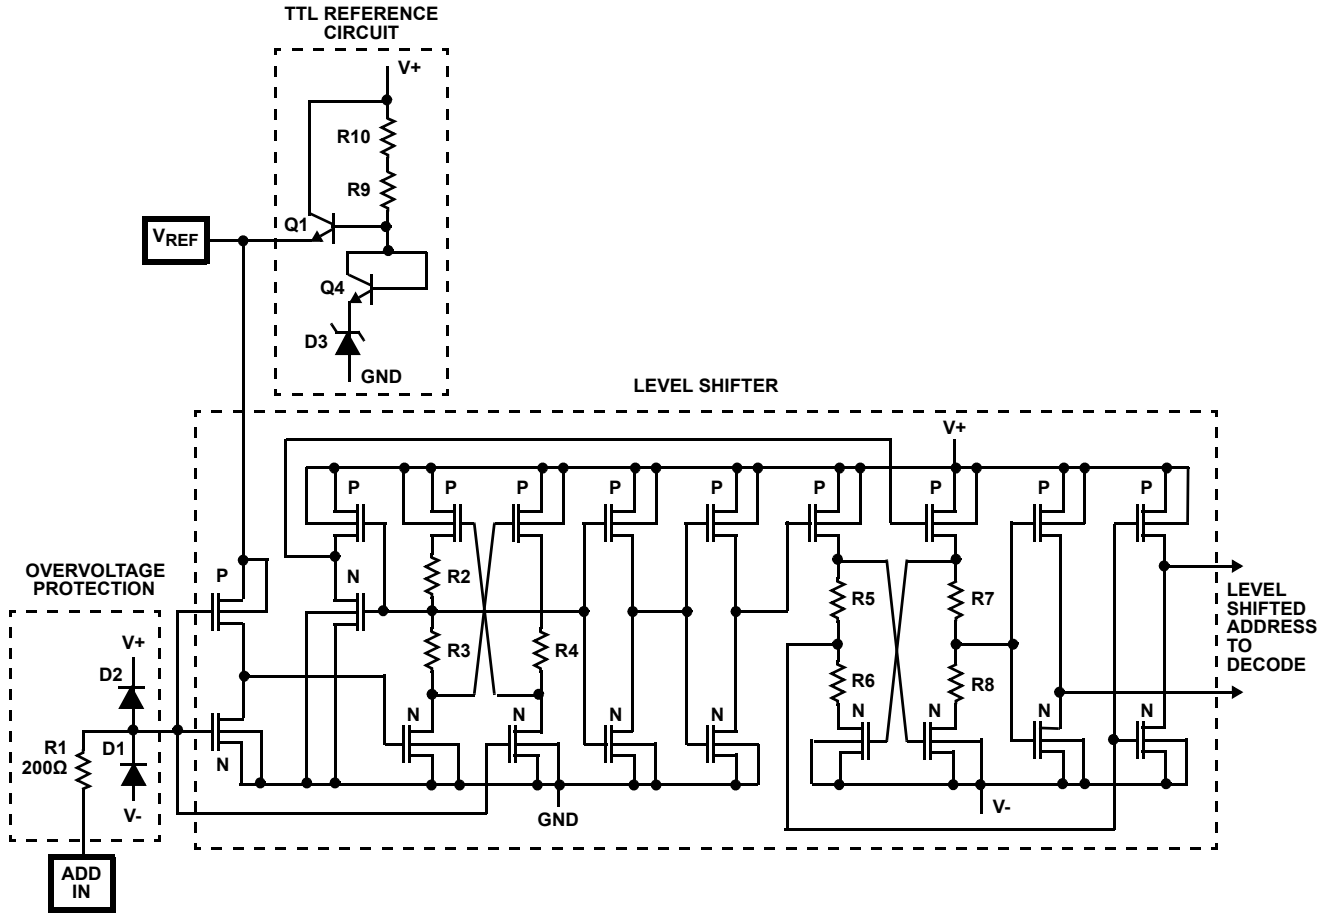 TTL REFERENCE
CIRCUIT
V+
R10
R9
Q1
VREF
Q4
D3
GND
LEVEL SHIFTER
V+
P
P
P
P
P
P
P
P
P
OVERVOLTAGE
PROTECTION
P
N
R2
R5
R7
LEVEL
SHIFTED
ADDRESS
TO
DECODE
V+
R3
R4
D2
R6
R8
N
N
N
N
N
N
N
N
R1
200Ω
D1
N
V-
GND
V-
ADD
IN